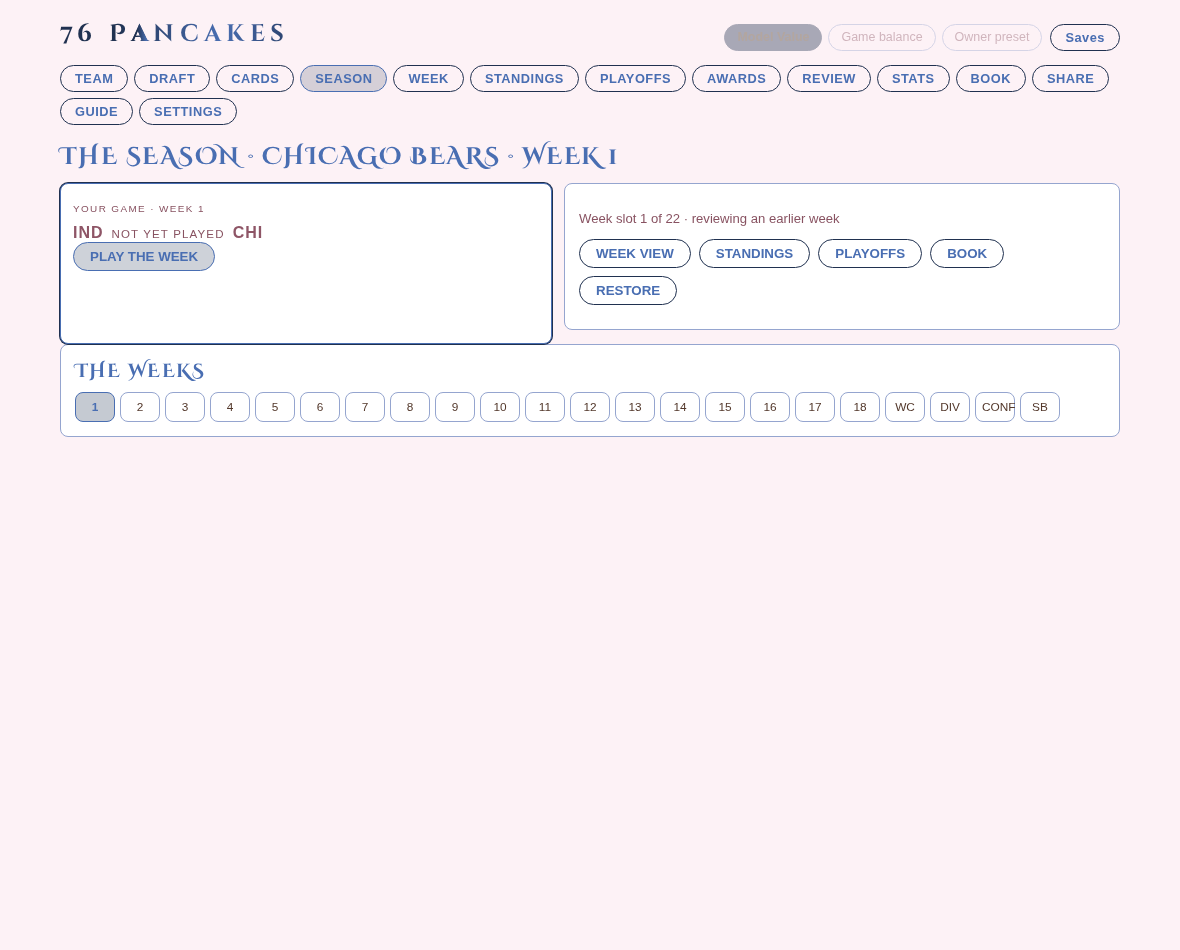 76 PANCAKES
Game balance
Owner preset
Saves
TEAM
DRAFT
CARDS
SEASON
WEEK
STANDINGS
PLAYOFFS
AWARDS
REVIEW
STATS
BOOK
SHARE
GUIDE
SETTINGS
THE SEASON · CHICAGO BEARS · WEEK 1
YOUR GAME · WEEK 1
IND NOT YET PLAYED CHI
PLAY THE WEEK
Week slot 1 of 22 · reviewing an earlier week
WEEK VIEW
STANDINGS
PLAYOFFS
BOOK
RESTORE
THE WEEKS
1 2 3 4 5 6 7 8 9 10 11 12 13 14 15 16 17 18 WC DIV CONF SB